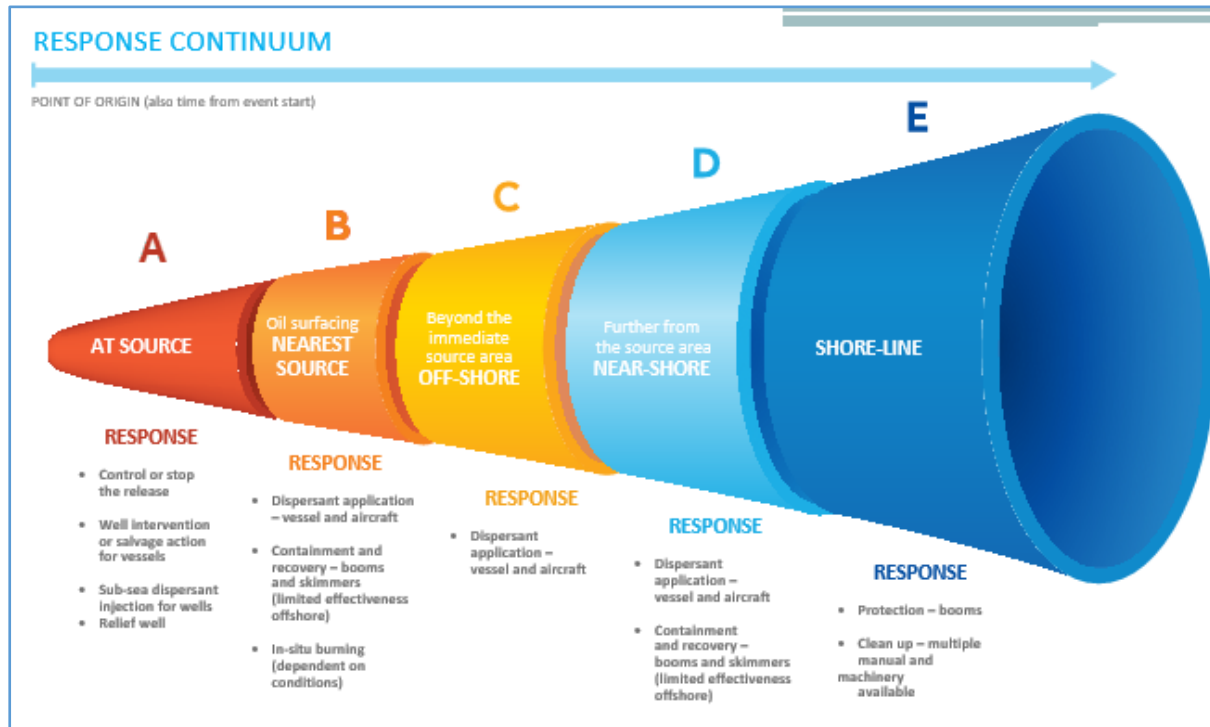 RESPONSE CONTINUUM
POINT OF ORIGIN (also time from event start)
A
AT SOURCE
RESPONSE
• Control or stop
the release
• Well intervention
or salvage action
for vessels
• Sub-sea dispersant
injection for wells
• Relief well
B
Oil surfacing
NEAREST
SOURCE
RESPONSE
• Dispersant application
– vessel and aircraft
• Containment and
recovery – booms
and skimmers
(limited effectiveness
offshore)
• In-situ burning
(dependent on
conditions)
C
Beyond the
immediate
source area
OFF-SHORE
RESPONSE
• Dispersant
application –
vessel and aircraft
D
Further from
the source area
NEAR-SHORE
RESPONSE
• Dispersant
application –
vessel and aircraft
• Containment
and recovery –
booms and skimmers
(limited effectiveness
offshore)
E
SHORE-LINE
RESPONSE
• Protection – booms
• Clean up – multiple
manual and
machinery
available